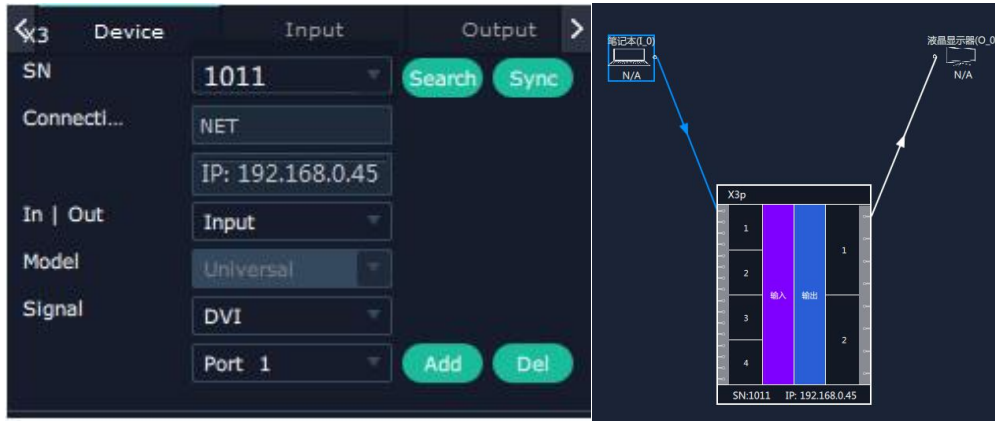 X3 Device Input Output
SN 1011 Search Sync
Connecti... NET
IP: 192.168.0.45
In | Out Input
Model Universal
Signal DVI
Port 1 Add Del
笔记本(I_0)
N/A
液晶显示器(O_0
N/A
X3p
1
2
3
4
输入
输出
1
2
SN:1011 IP: 192.168.0.45